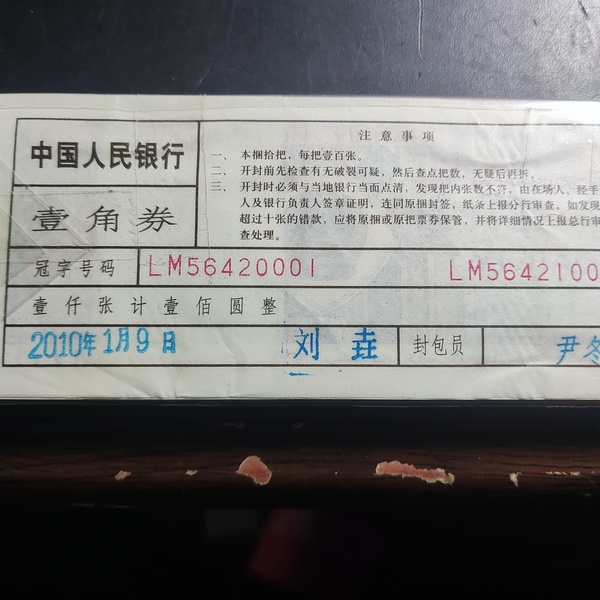 中国人民银行
壹角券
注意事项
一、 本捆拾把，每把壹百张。
二、 开封前先检查有无破裂可疑，然后查点把数，无疑后再拆。
三、 开封时必须与当地银行当面点清，发现把内张数不符，由在场人、经手
人及银行负责人签章证明，连同原捆封签，纸条上报分行审查。如发现
超过十张的错款，应将原捆或原把票券保管，并将详细情况上报总行审
查处理。
冠字号码 LM56420001 LM5642100
壹仟张计壹佰圆整
2010年1月9日 刘垚 封包员 尹冬